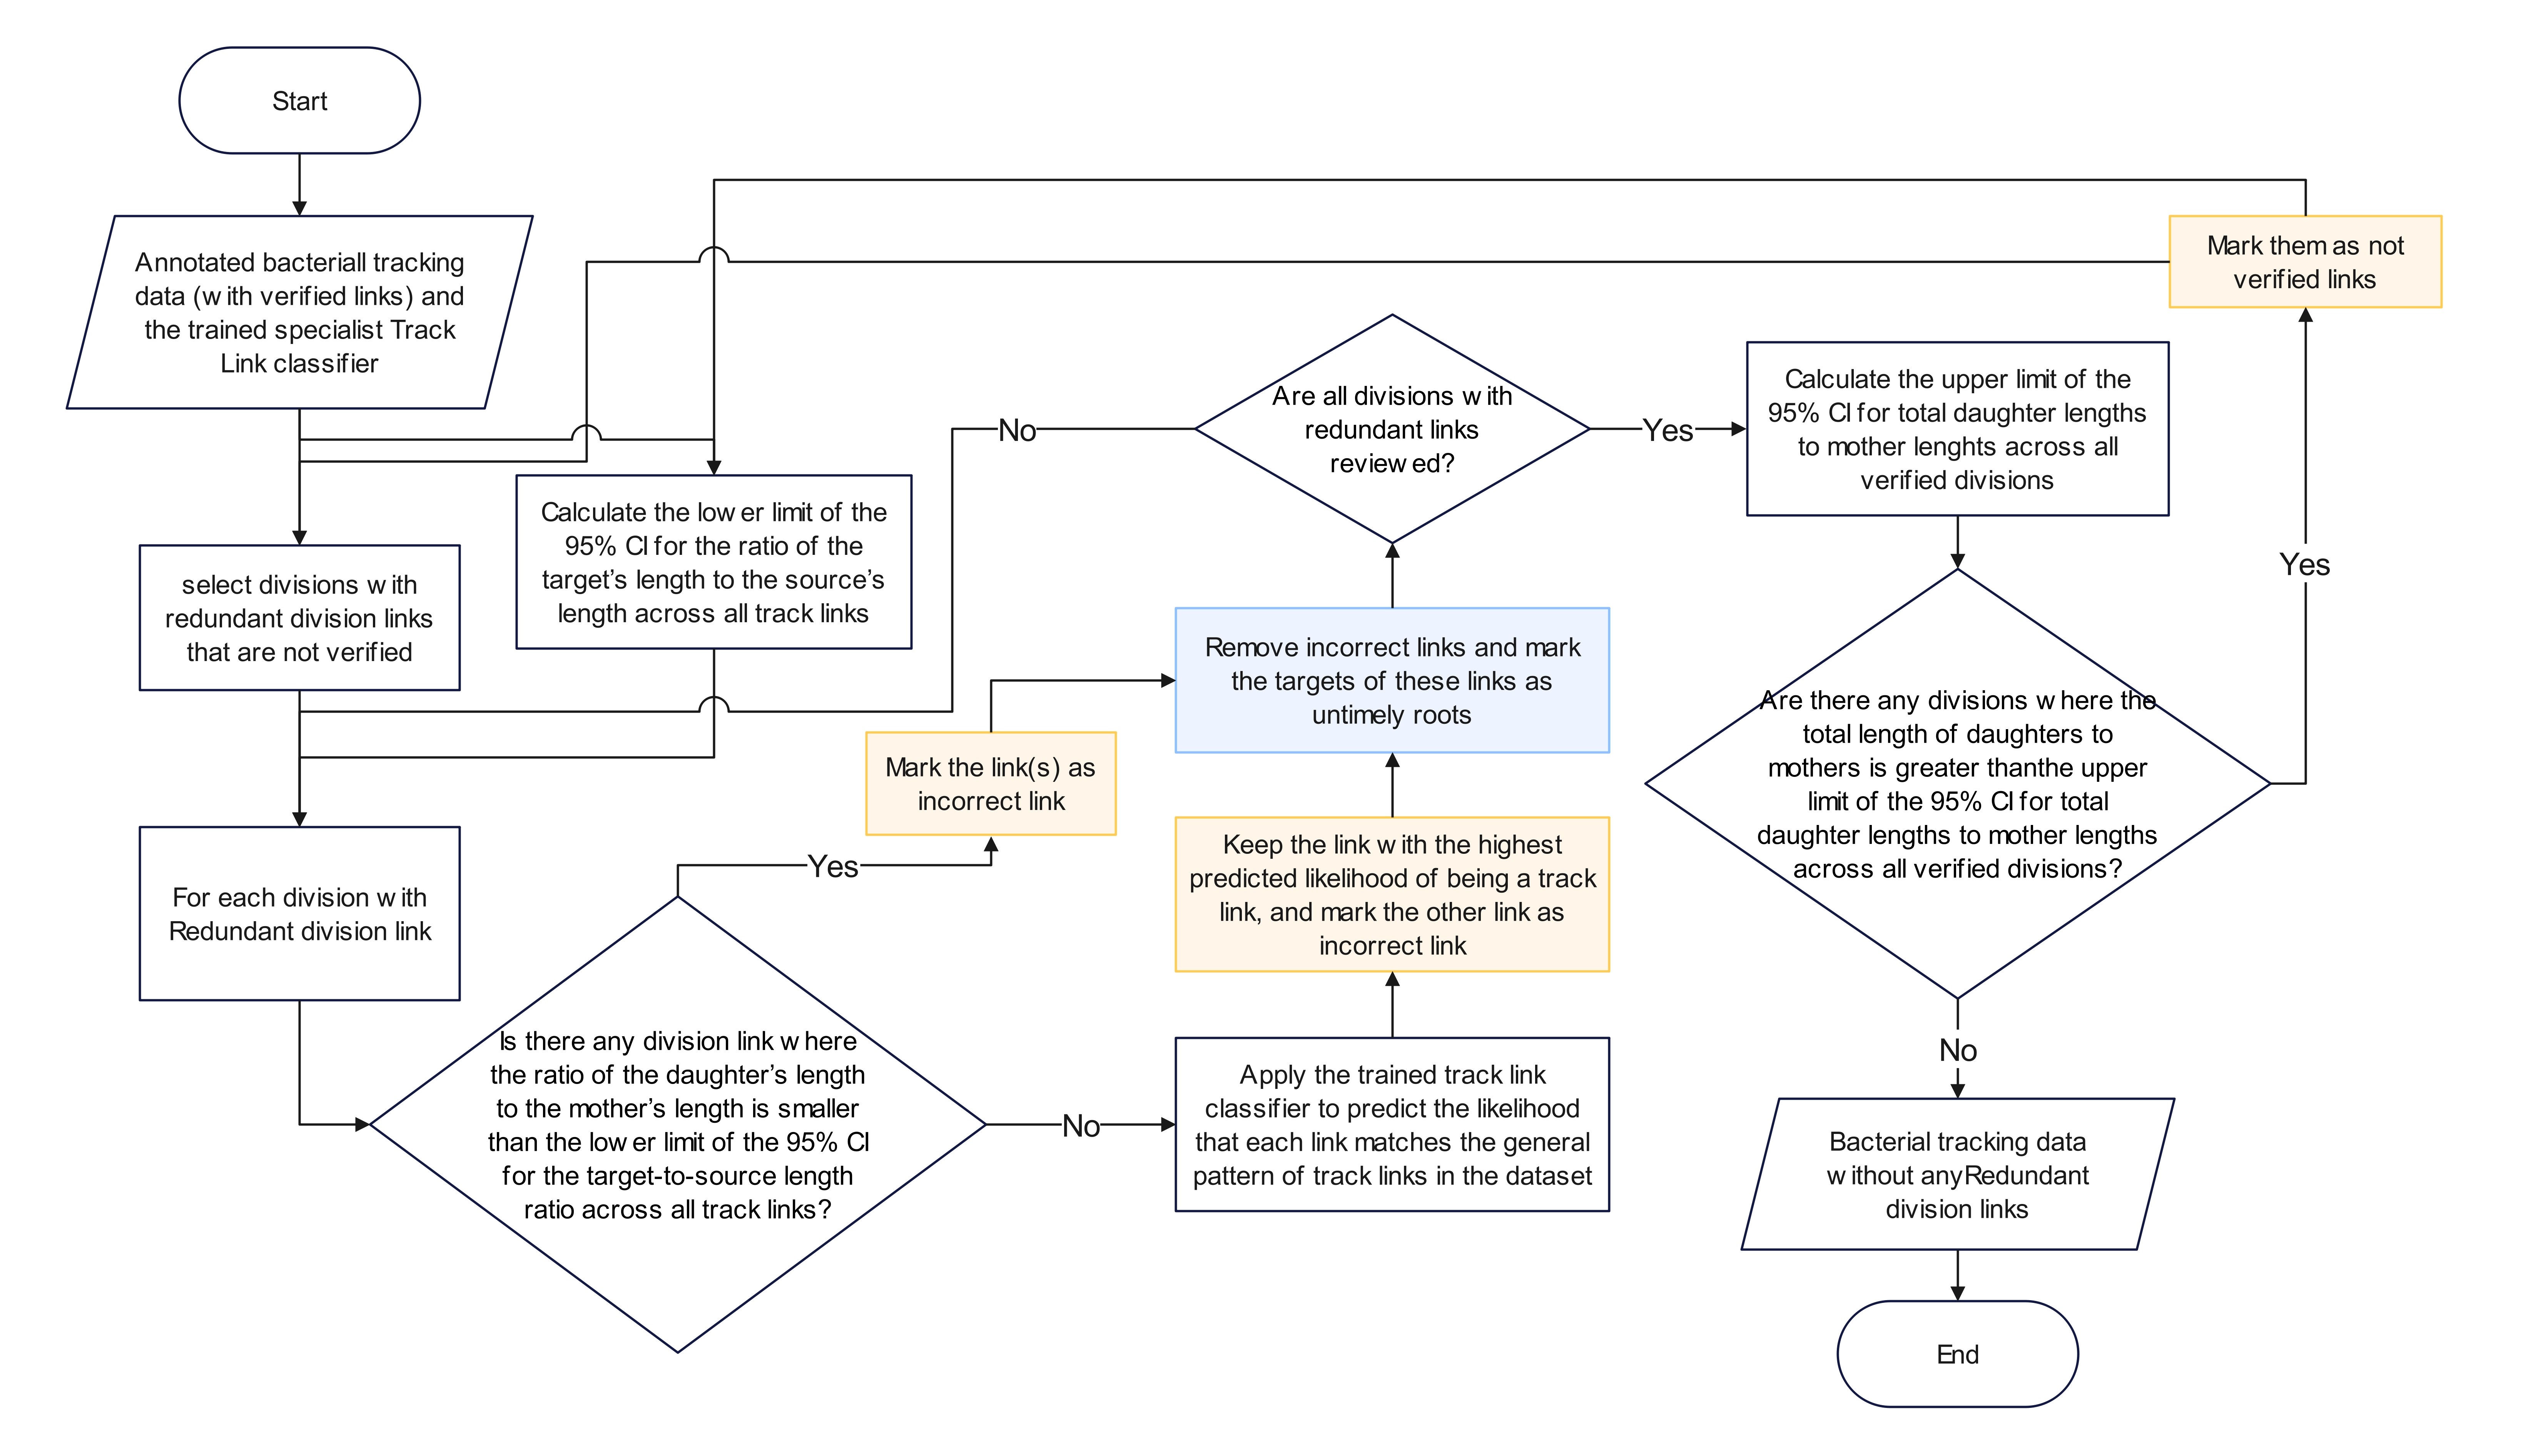 Start
Annotated bacteriall tracking
data (with verified links) and
the trained specialist Track
Link classifier
select divisions with
redundant division links
that are not verified
Calculate the lower limit of the
95% CI for the ratio of the
target’s length to the source’s
length across all track links
For each division with
Redundant division link
Is there any division link where
the ratio of the daughter’s length
to the mother’s length is smaller
than the lower limit of the 95% CI
for the target-to-source length
ratio across all track links?
Yes
Mark the link(s) as
incorrect link
No
Apply the trained track link
classifier to predict the likelihood
that each link matches the general
pattern of track links in the dataset
Keep the link with the highest
predicted likelihood of being a track
link, and mark the other link as
incorrect link
Remove incorrect links and mark
the targets of these links as
untimely roots
Are all divisions with
redundant links
reviewed?
No
Yes
Calculate the upper limit of the
95% CI for total daughter lengths
to mother lenghts across all
verified divisions
Are there any divisions where the
total length of daughters to
mothers is greater thanthe upper
limit of the 95% CI for total
daughter lengths to mother lengths
across all verified divisions?
Yes
Mark them as not
verified links
No
Bacterial tracking data
without anyRedundant
division links
End